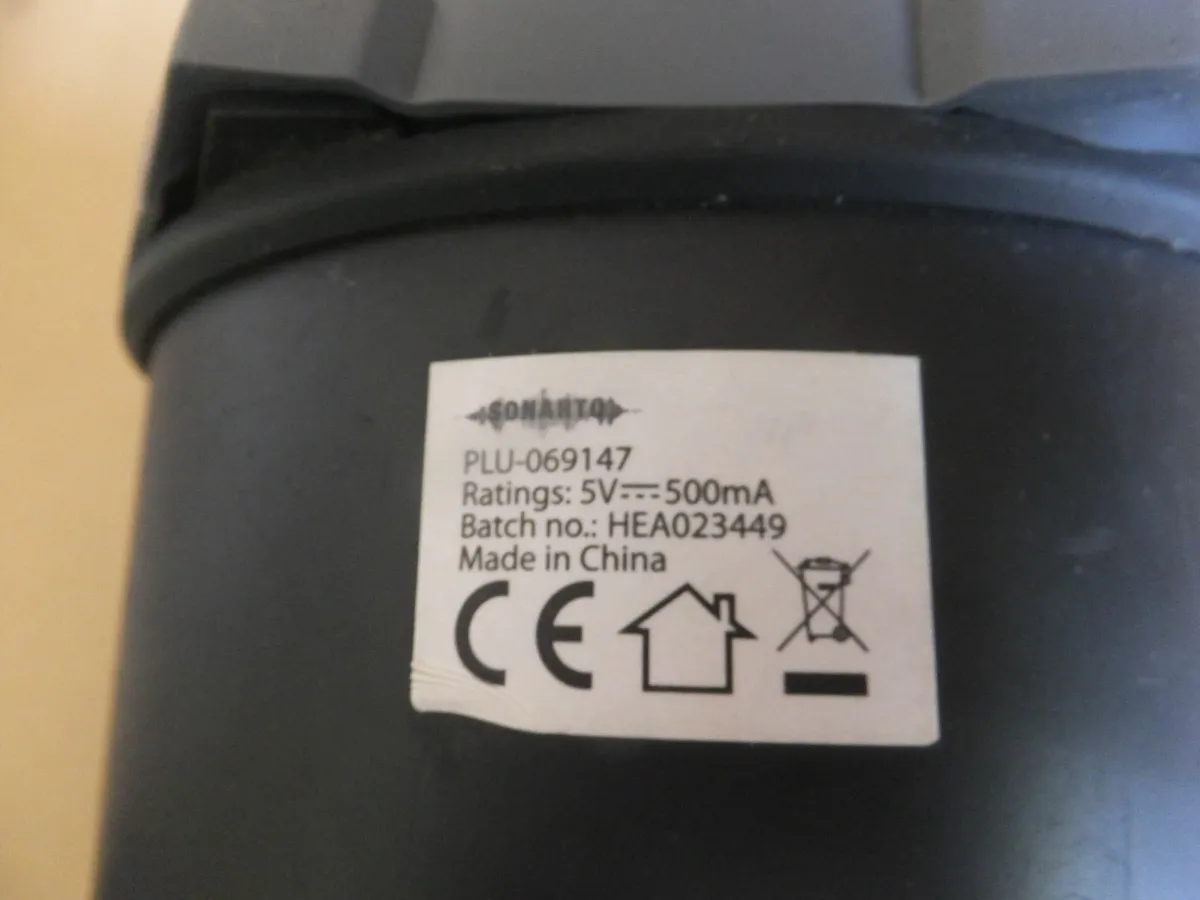 SONARTO
PLU-069147
Ratings: 5V⎓500mA
Batch no.: HEA023449
Made in China
CE